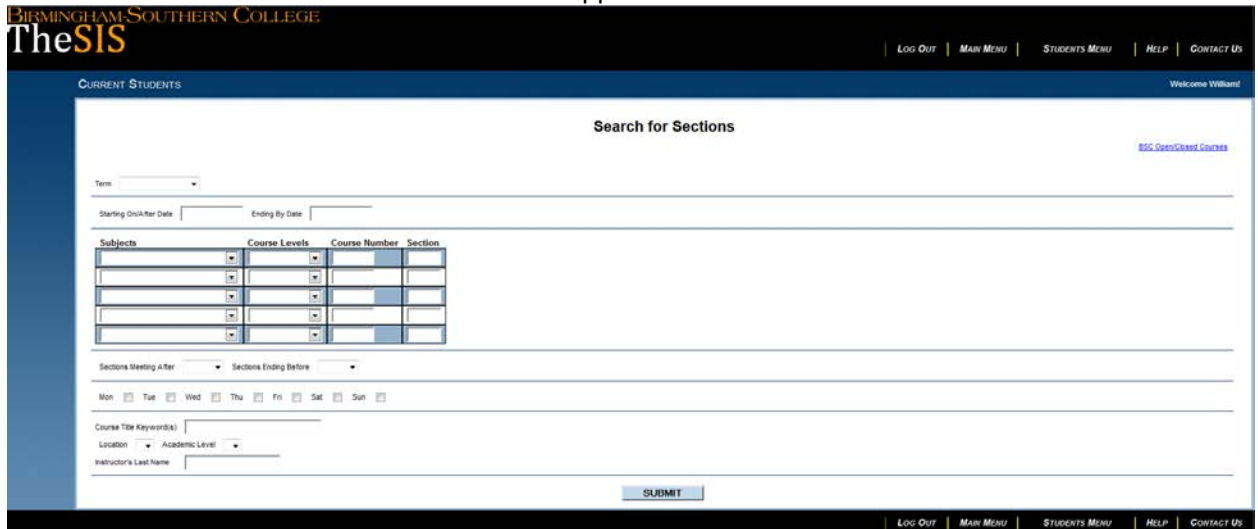 BIRMINGHAM-SOUTHERN COLLEGE
TheSIS
LOG OUT | MAIN MENU | STUDENTS MENU | HELP | CONTACT US
CURRENT STUDENTS Welcome William!
Search for Sections
BSC Open/Closed Courses
Term
Starting On/After Date Ending By Date
Subjects Course Levels Course Number Section
Sections Meeting After Sections Ending Before
Mon Tue Wed Thu Fri Sat Sun
Course Title Keyword(s)
Location Academic Level
Instructor's Last Name
SUBMIT
LOG OUT | MAIN MENU | STUDENTS MENU | HELP | CONTACT US